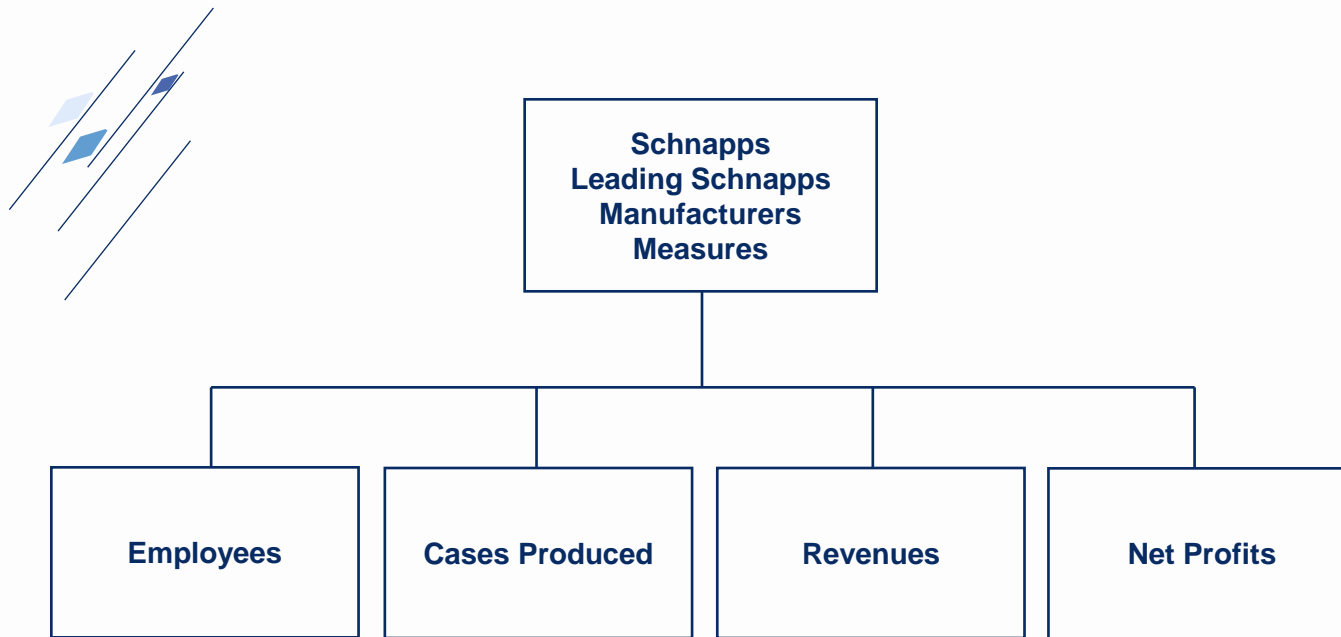 Schnapps
Leading Schnapps
Manufacturers
Measures
Employees
Cases Produced
Revenues
Net Profits